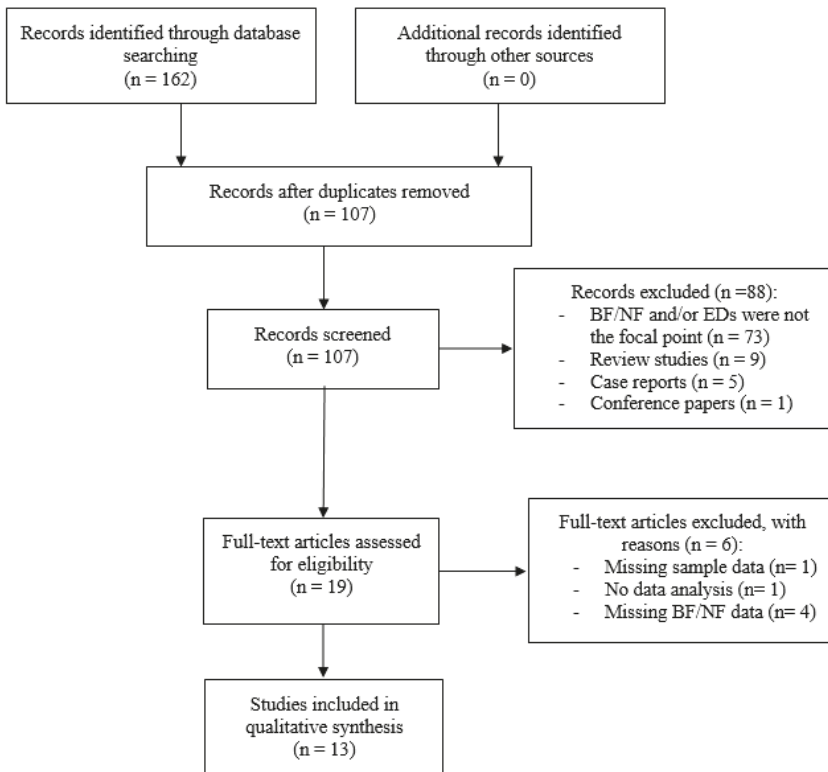 Records identified through database
searching
(n = 162)
Additional records identified
through other sources
(n = 0)
Records after duplicates removed
(n = 107)
Records screened
(n = 107)
Records excluded (n =88):
- BF/NF and/or EDs were not
the focal point (n = 73)
- Review studies (n = 9)
- Case reports (n = 5)
- Conference papers (n = 1)
Full-text articles assessed
for eligibility
(n = 19)
Full-text articles excluded, with
reasons (n = 6):
- Missing sample data (n= 1)
- No data analysis (n= 1)
- Missing BF/NF data (n= 4)
Studies included in
qualitative synthesis
(n = 13)